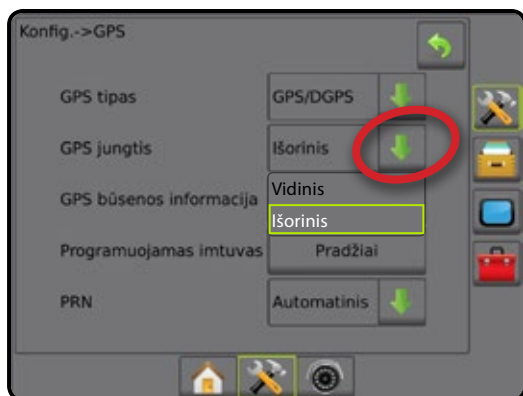 Konfig.->GPS
GPS tipas GPS/DGPS
GPS jungtis Išorinis
GPS būsenos informacija Vidinis
Išorinis
Programuojamas imtuvas Pradžiai
PRN Automatinis